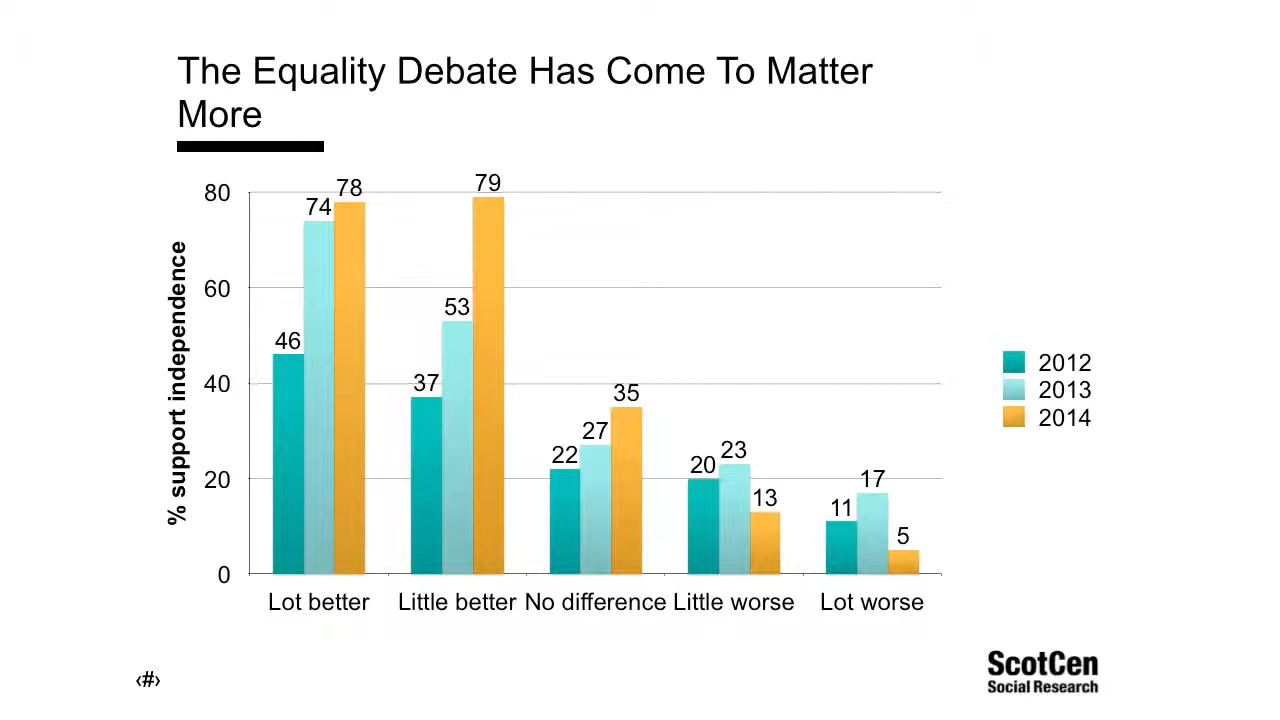 The Equality Debate Has Come To Matter
More
% support independence
80
60
40
20
0
46
74
78
37
53
79
22
27
35
20
23
13
11
17
5
Lot better
Little better
No difference
Little worse
Lot worse
2012
2013
2014
‹#›
ScotCen
Social Research